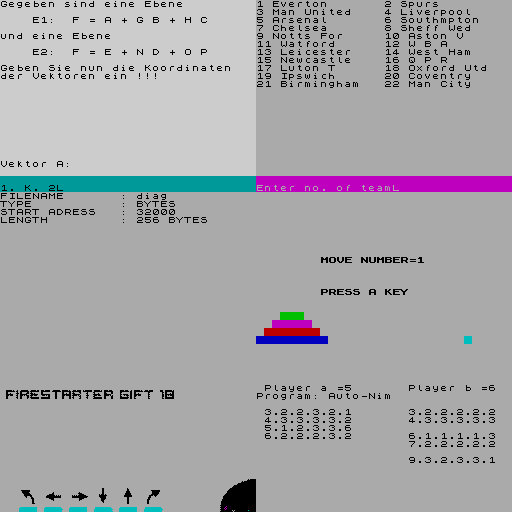 Gegeben sind eine Ebene
E1: F = A + G B + H C
und eine Ebene
E2: F = E + N D + O P
Geben Sie nun die Koordinaten
der Vektoren ein !!!
Vektor A:
1. K. 2L
1 Everton 2 Spurs
3 Man United 4 Liverpool
5 Arsenal 6 Southmpton
7 Chelsea 8 Sheff Wed
9 Notts For 10 Aston V
11 Watford 12 W B A
13 Leicester 14 West Ham
15 Newcastle 16 Q P R
17 Luton T 18 Oxford Utd
19 Ipswich 20 Coventry
21 Birmingham 22 Man City
Enter no. of teamL
FILENAME : diag
TYPE : BYTES
START ADRESS : 32000
LENGTH : 256 BYTES
MOVE NUMBER=1
PRESS A KEY
FIRESTARTER GIFT 18
Player a =5 Player b =6
Program: Auto-Nim
3.2.2.3.2.1 3.2.2.2.2.2
4.3.3.2.3.2 4.3.3.3.3.3
5.1.2.3.3.6
6.2.2.2.3.2 6.1.1.1.1.3
7.2.2.2.2.2
9.3.2.3.3.1